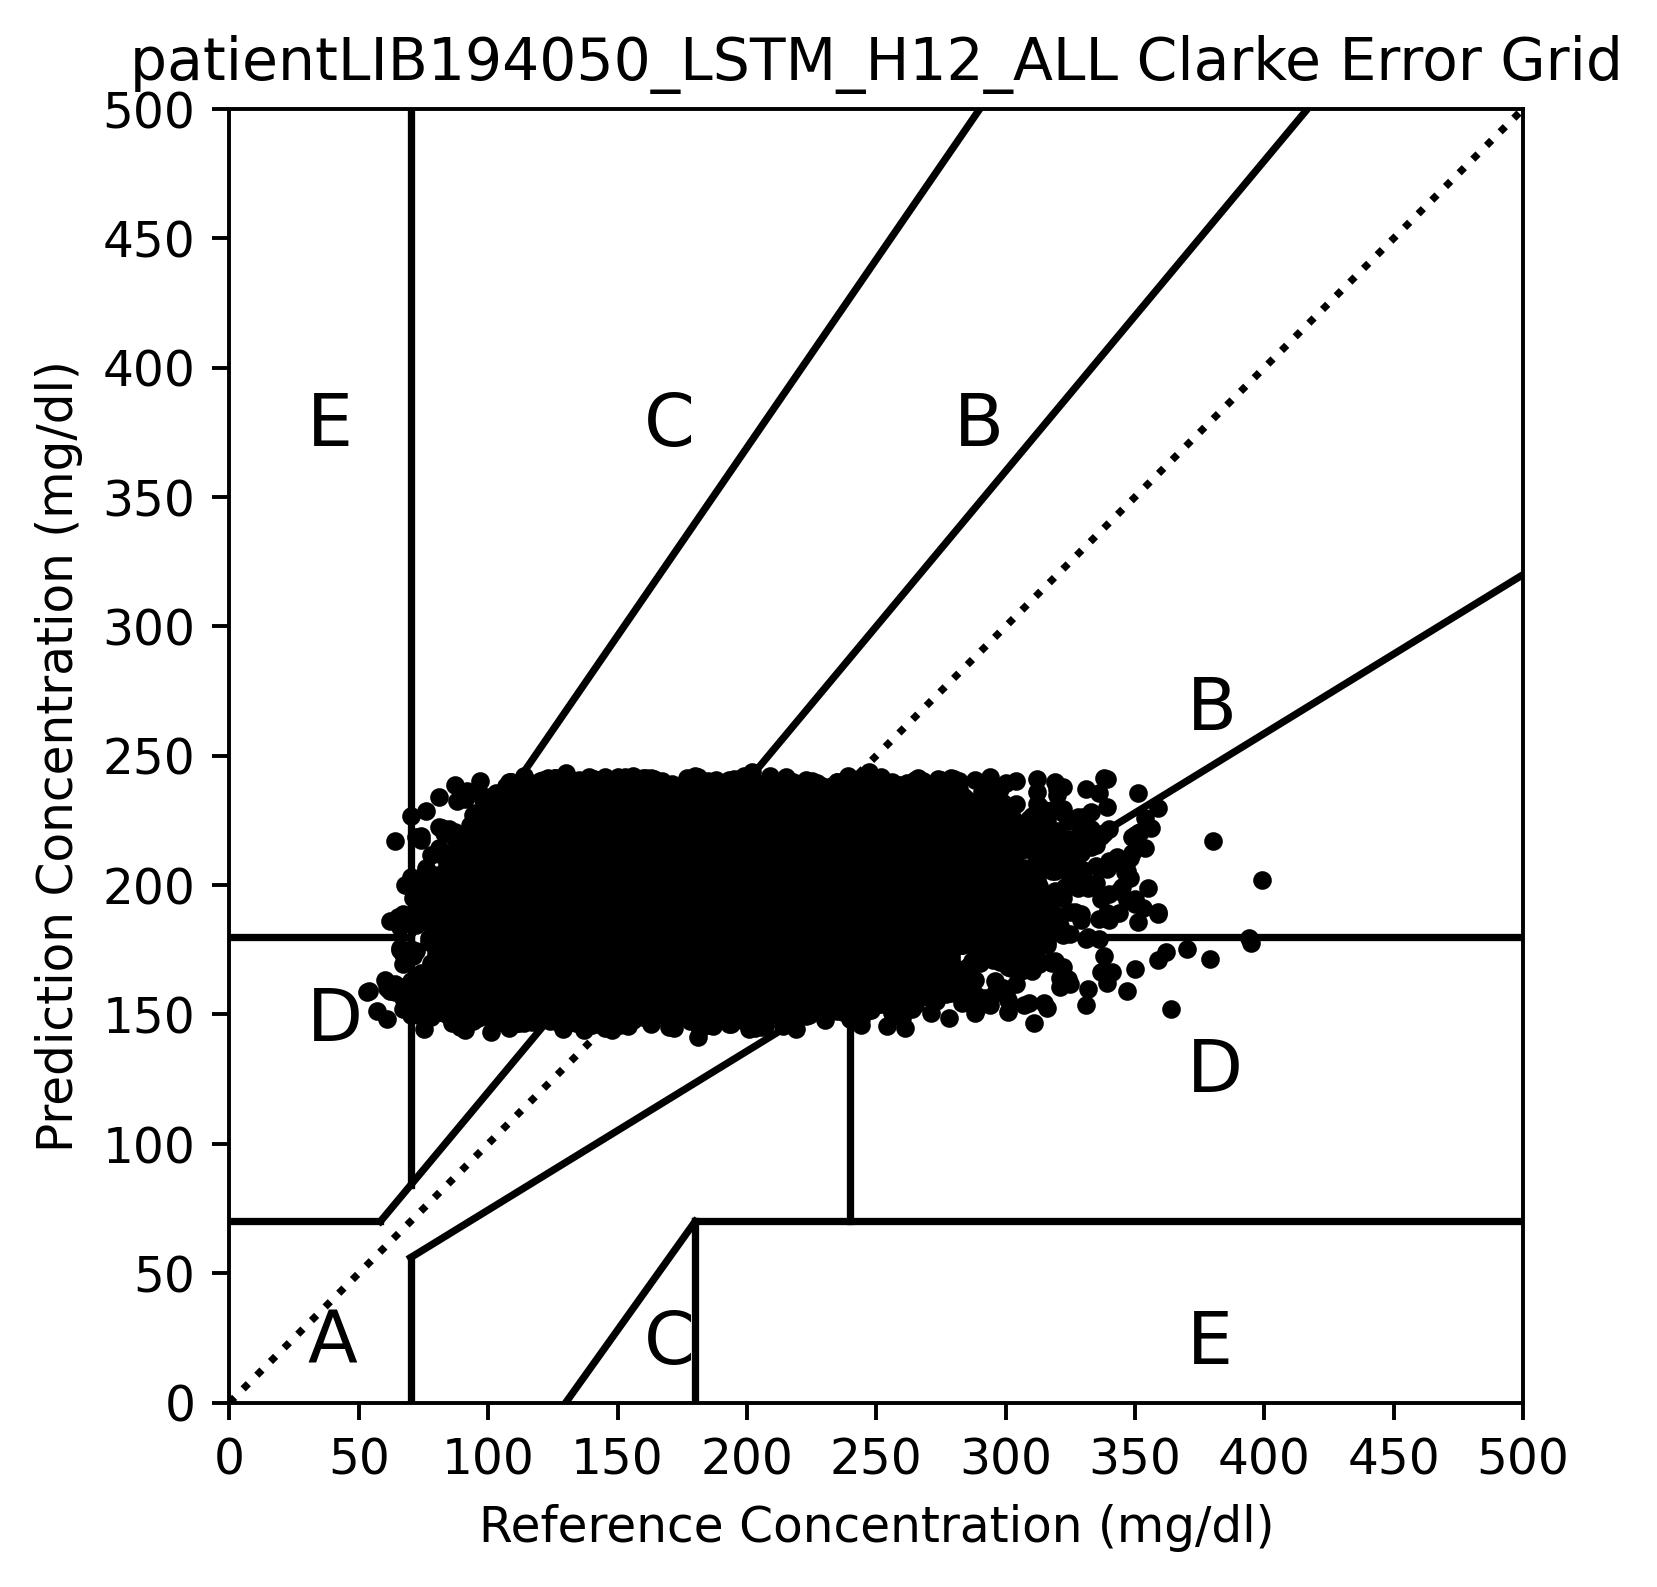 patientLIB194050_LSTM_H12_ALL Clarke Error Grid
500
450
400
350
300
250
200
150
100
50
0
Prediction Concentration (mg/dl)
E
C
B
B
D
D
A
C
E
0 50 100 150 200 250 300 350 400 450 500
Reference Concentration (mg/dl)